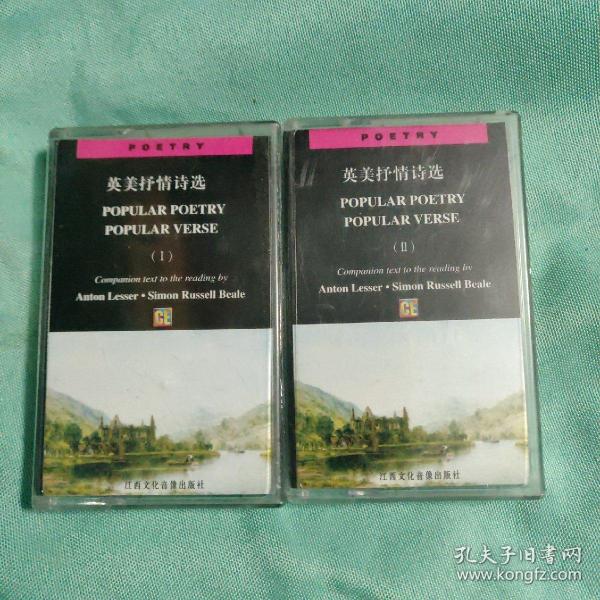 POETRY
英美抒情诗选
POPULAR POETRY
POPULAR VERSE
(I)
Companion text to the reading by
Anton Lesser • Simon Russell Beale
CE
江西文化音像出版社
POETRY
英美抒情诗选
POPULAR POETRY
POPULAR VERSE
(II)
Companion text to the reading by
Anton Lesser • Simon Russell Beale
CE
江西文化音像出版社
孔夫子旧书网
www.kongfz.com